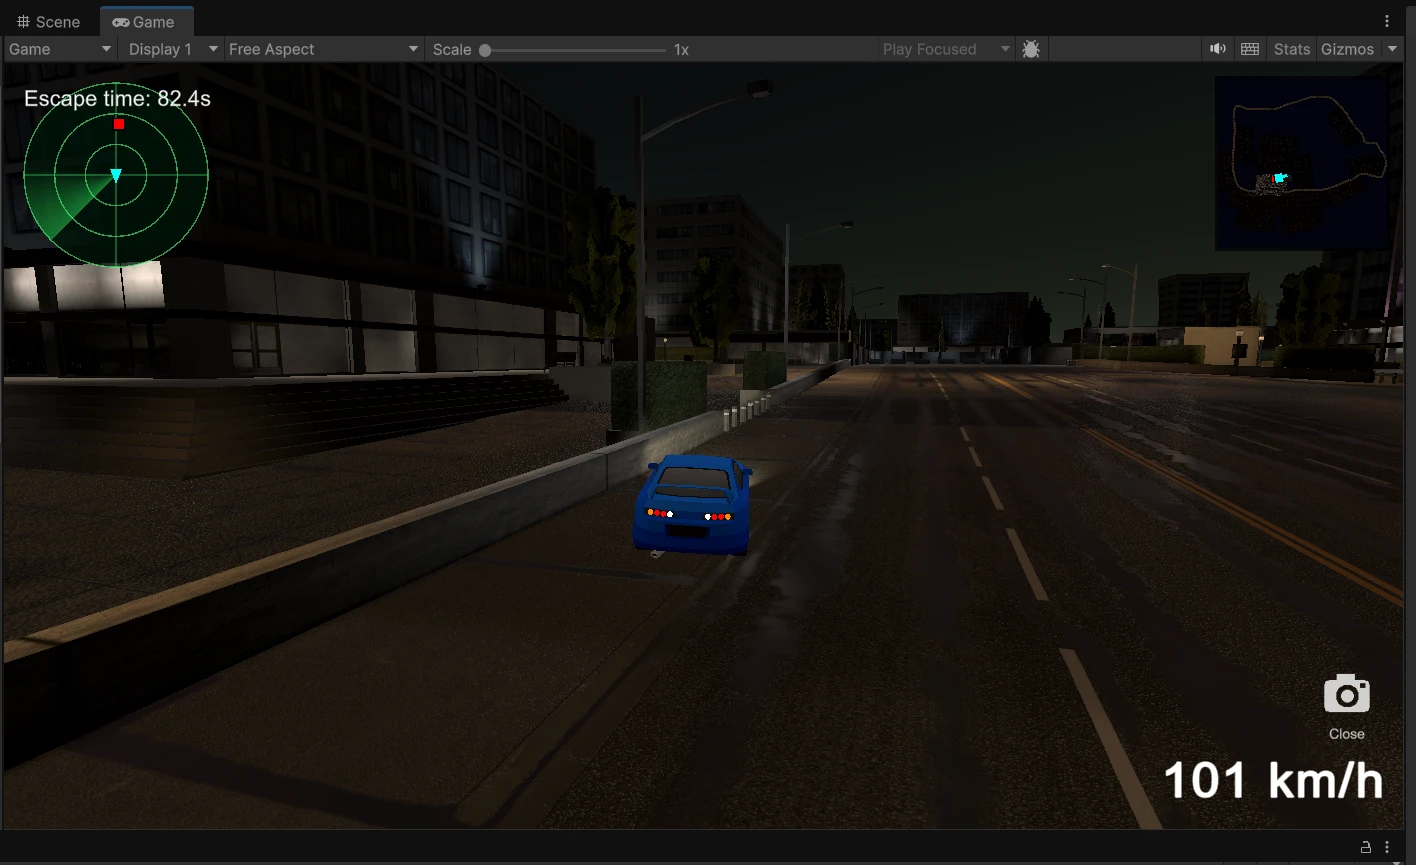 Scene
Game
Game
Display 1
Free Aspect
Scale
1x
Play Focused
Stats
Gizmos
Escape time: 82.4s
Close
101 km/h